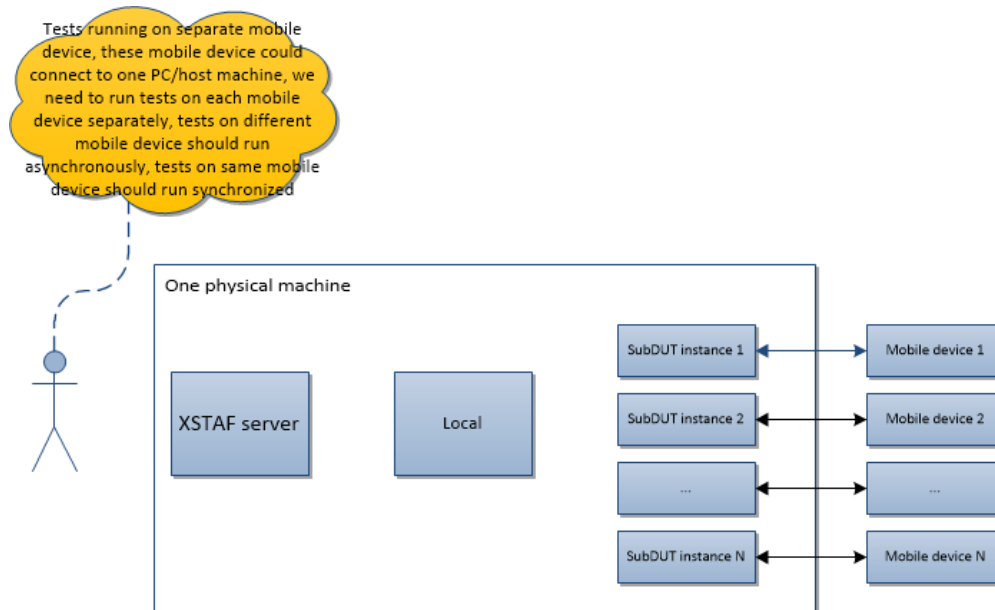 Tests running on separate mobile
device, these mobile device could
connect to one PC/host machine, we
need to run tests on each mobile
device separately, tests on different
mobile device should run
asynchronously, tests on same mobile
device should run synchronized
One physical machine
XSTAF server
Local
SubDUT instance 1
Mobile device 1
SubDUT instance 2
Mobile device 2
...
...
SubDUT instance N
Mobile device N